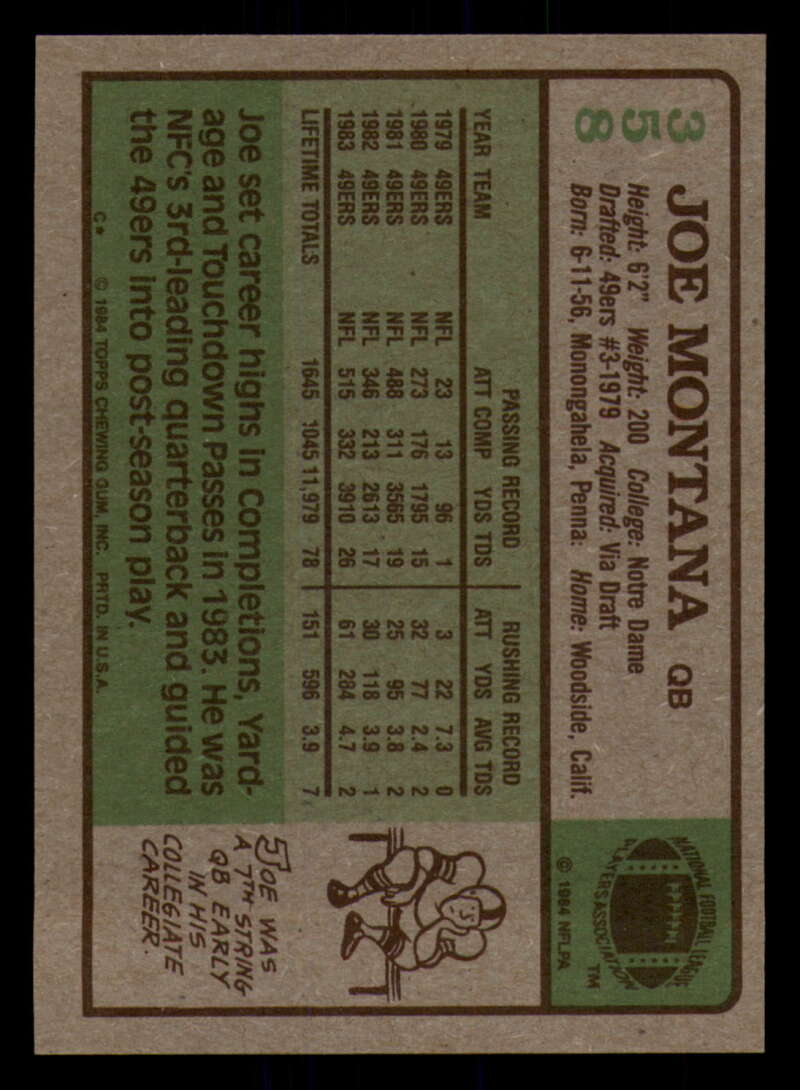 358
JOE MONTANA QB
Height: 6'2" Weight: 200 College: Notre Dame
Drafted: 49ers #3-1979 Acquired: Via Draft
Born: 6-11-56, Monongahela, Penna. Home: Woodside, Calif.
NATIONAL FOOTBALL LEAGUE
PLAYERS ASSOCIATION
TM
© 1984 NFLPA
PASSING RECORD RUSHING RECORD
YEAR TEAM ATT COMP YDS TDS ATT YDS AVG TDS
1979 49ERS NFL 23 13 96 1 3 22 7.3 0
1980 49ERS NFL 273 176 1795 15 32 77 2.4 2
1981 49ERS NFL 488 311 3565 19 25 95 3.8 2
1982 49ERS NFL 346 213 2613 17 30 118 3.9 1
1983 49ERS NFL 515 332 3910 26 61 284 4.7 2
LIFETIME TOTALS 1645 1045 11,979 78 151 596 3.9 7
Joe set career highs in Completions, Yard-
age and Touchdown Passes in 1983. He was
NFC's 3rd-leading quarterback and guided
the 49ers into post-season play.
C* © 1984 TOPPS CHEWING GUM, INC. PRTD. IN U.S.A.
JOE WAS
A 7TH STRING
QB EARLY
IN HIS
COLLEGIATE
CAREER.